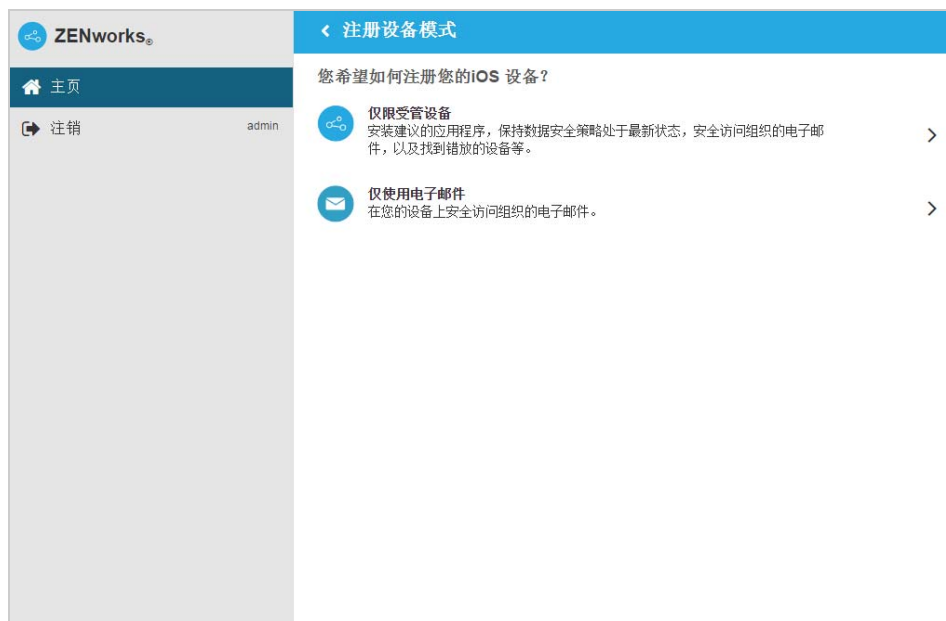 ZENworks®
主页
注销 admin
注册设备模式
您希望如何注册您的iOS 设备?
仅限受管设备
安装建议的应用程序，保持数据安全策略处于最新状态，安全访问组织的电子邮
件，以及找到错放的设备等。
仅使用电子邮件
在您的设备上安全访问组织的电子邮件。